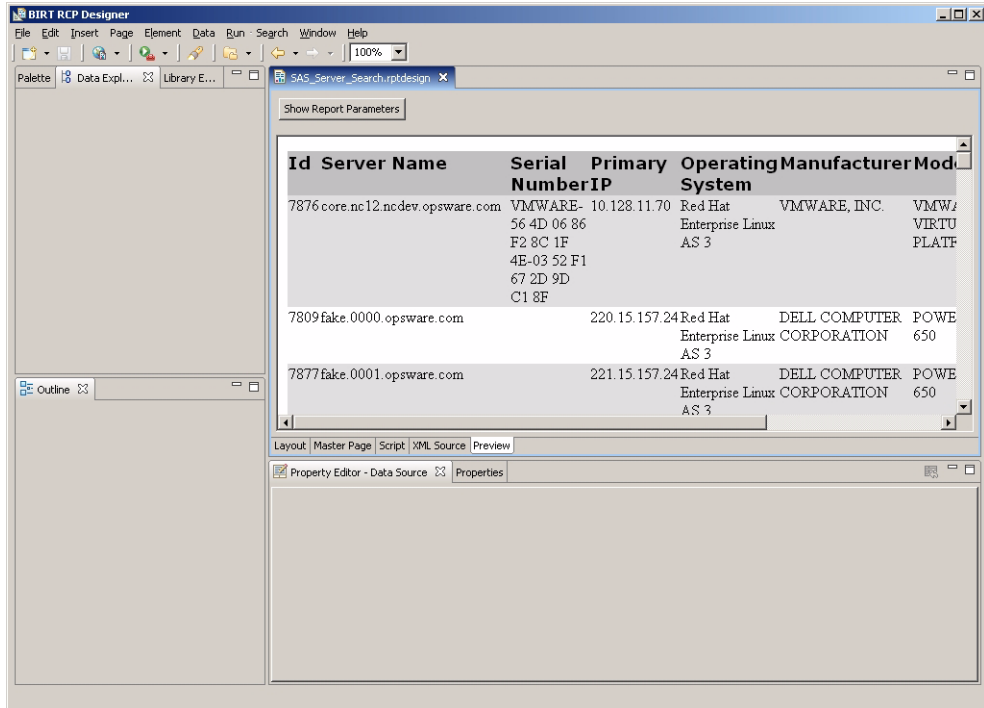 BIRT RCP Designer
File Edit Insert Page Element Data Run Search Window Help
100%
Palette Data Expl... Library E...
SAS_Server_Search.rptdesign
Show Report Parameters
Id Server Name Serial Number Primary IP Operating System Manufacturer Mode
7876 core.nc12.ncdev.opsware.com VMWARE- 10.128.11.70 Red Hat VMWARE, INC. VMWA
56 4D 06 86 Enterprise Linux VIRTU
F2 8C 1F AS 3 PLATF
4E-03 52 F1
67 2D 9D
C1 8F
7809 fake.0000.opsware.com 220.15.157.24 Red Hat DELL COMPUTER POWE
Enterprise Linux CORPORATION 650
AS 3
7877 fake.0001.opsware.com 221.15.157.24 Red Hat DELL COMPUTER POWE
Enterprise Linux CORPORATION 650
AS 3
Outline
Layout Master Page Script XML Source Preview
Property Editor - Data Source Properties